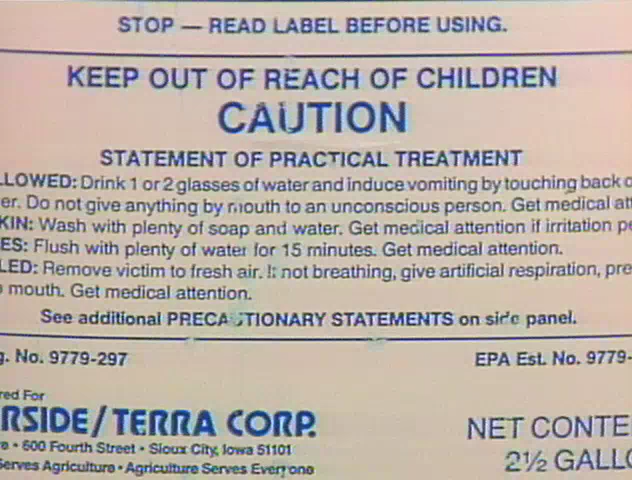 STOP — READ LABEL BEFORE USING.
KEEP OUT OF REACH OF CHILDREN
CAUTION
STATEMENT OF PRACTICAL TREATMENT
LLOWED: Drink 1 or 2 glasses of water and induce vomiting by touching back o
er. Do not give anything by mouth to an unconscious person. Get medical att
KIN: Wash with plenty of soap and water. Get medical attention if irritation pe
ES: Flush with plenty of water for 15 minutes. Get medical attention.
LED: Remove victim to fresh air. If not breathing, give artificial respiration, pre
mouth. Get medical attention.
See additional PRECAUTIONARY STATEMENTS on side panel.
g. No. 9779-297
EPA Est. No. 9779-
red For
RSIDE/TERRA CORP.
e • 600 Fourth Street • Sioux City, Iowa 51101
Serves Agriculture • Agriculture Serves Everyone
NET CONTE
2½ GALLO